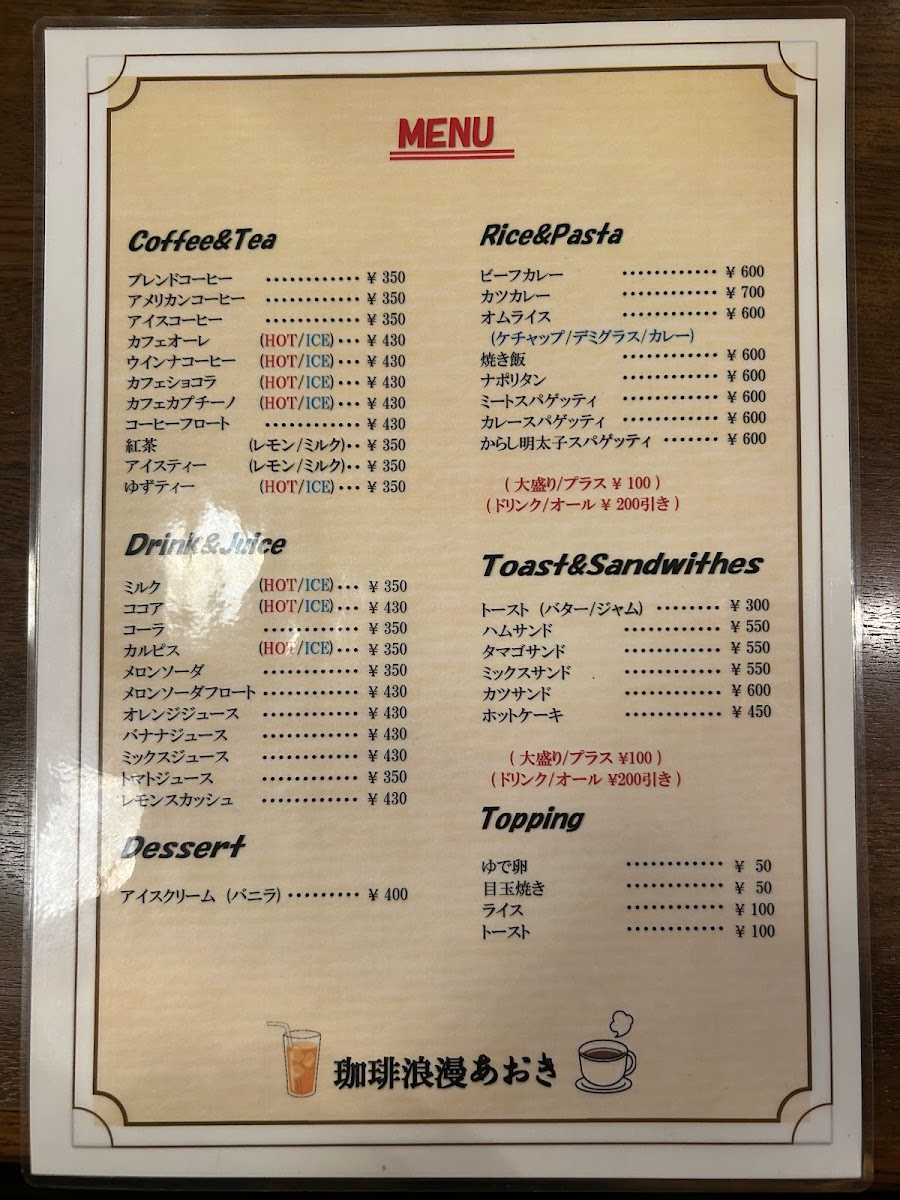 MENU
Coffee&Tea
ブレンドコーヒー ············ ¥ 350
アメリカンコーヒー ············ ¥ 350
アイスコーヒー ············ ¥ 350
カフェオーレ (HOT/ICE)··· ¥ 430
ウインナコーヒー (HOT/ICE)··· ¥ 430
カフェショコラ (HOT/ICE)··· ¥ 430
カフェカプチーノ (HOT/ICE)··· ¥ 430
コーヒーフロート ············ ¥ 430
紅茶 (レモン/ミルク)·· ¥ 350
アイスティー (レモン/ミルク)·· ¥ 350
ゆずティー (HOT/ICE)··· ¥ 350
Drink&Juice
ミルク (HOT/ICE)··· ¥ 350
ココア (HOT/ICE)··· ¥ 430
コーラ ············ ¥ 350
カルピス (HOT/ICE)··· ¥ 350
メロンソーダ ············ ¥ 350
メロンソーダフロート ············ ¥ 430
オレンジジュース ············ ¥ 430
バナナジュース ············ ¥ 430
ミックスジュース ············ ¥ 430
トマトジュース ············ ¥ 350
レモンスカッシュ ············ ¥ 430
Dessert
アイスクリーム (バニラ) ········· ¥ 400
Rice&Pasta
ビーフカレー ············ ¥ 600
カツカレー ············ ¥ 700
オムライス ············ ¥ 600
(ケチャップ/デミグラス/カレー)
焼き飯 ············ ¥ 600
ナポリタン ············ ¥ 600
ミートスパゲッティ ············ ¥ 600
カレースパゲッティ ············ ¥ 600
からし明太子スパゲッティ ······· ¥ 600
( 大盛り/プラス ¥ 100 )
( ドリンク/オール ¥ 200引き )
Toast&Sandwithes
トースト (バター/ジャム) ········ ¥ 300
ハムサンド ············ ¥ 550
タマゴサンド ············ ¥ 550
ミックスサンド ············ ¥ 550
カツサンド ············ ¥ 600
ホットケーキ ············ ¥ 450
( 大盛り/プラス ¥100 )
( ドリンク/オール ¥200引き )
Topping
ゆで卵 ············ ¥ 50
目玉焼き ············ ¥ 50
ライス ············ ¥ 100
トースト ············ ¥ 100
珈琲浪漫あおき